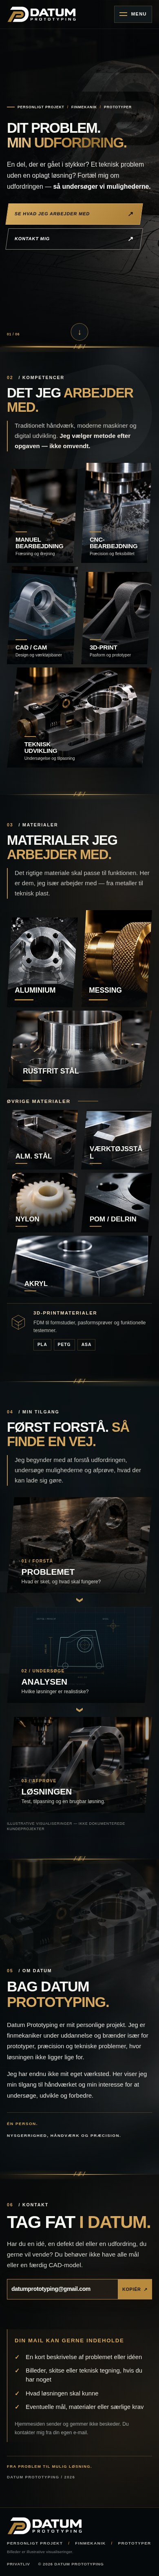 DATUM
PROTOTYPING
MENU
PERSONLIGT PROJEKT / FINMEKANIK / PROTOTYPER
DIT PROBLEM.
MIN UDFORDRING.
En del, der er gået i stykker? Et teknisk problem
uden en oplagt løsning? Fortæl mig om
udfordringen — så undersøger vi mulighederne.
SE HVAD JEG ARBEJDER MED ↗
KONTAKT MIG ↗
01 / 06
↓
02 / KOMPETENCER
DET JEG ARBEJDER
MED.
Traditionelt håndværk, moderne maskiner og
digital udvikling. Jeg vælger metode efter
opgaven — ikke omvendt.
MANUEL
BEARBEJDNING
Fræsning og drejning
CNC-
BEARBEJDNING
Præcision og fleksibilitet
CAD / CAM
Design og værktøjsbaner
3D-PRINT
Pasform og prototyper
TEKNISK
UDVIKLING
Undersøgelse og tilpasning
03 / MATERIALER
MATERIALER JEG
ARBEJDER MED.
Det rigtige materiale skal passe til funktionen. Her
er dem, jeg især arbejder med — fra metaller til
teknisk plast.
ALUMINIUM
MESSING
RUSTFRIT STÅL
ØVRIGE MATERIALER
ALM. STÅL
VÆRKTØJSSTÅ
L
NYLON
POM / DELRIN
AKRYL
3D-PRINTMATERIALER
FDM til formstudier, pasformsprøver og funktionelle
testemner.
PLA PETG ASA
04 / MIN TILGANG
FØRST FORSTÅ. SÅ
FINDE EN VEJ.
Jeg begynder med at forstå udfordringen,
undersøge mulighederne og afprøve, hvad der
kan lade sig gøre.
01 / FORSTÅ
PROBLEMET
Hvad er sket, og hvad skal fungere?
02 / UNDERSØGE
ANALYSEN
Hvilke løsninger er realistiske?
03 / AFPRØVE
LØSNINGEN
Test, tilpasning og en brugbar løsning.
ILLUSTRATIVE VISUALISERINGER — IKKE DOKUMENTEREDE
KUNDEPROJEKTER
05 / OM DATUM
BAG DATUM
PROTOTYPING.
Datum Prototyping er mit personlige projekt. Jeg er
finmekaniker under uddannelse og brænder især for
prototyper, præcision og tekniske problemer, hvor
løsningen ikke ligger lige for.
Jeg har endnu ikke mit eget værksted. Her viser jeg
min tilgang til håndværket og min interesse for at
undersøge, udvikle og forbedre.
ÉN PERSON.
NYSGERRIGHED, HÅNDVÆRK OG PRÆCISION.
06 / KONTAKT
TAG FAT I DATUM.
Har du en idé, en defekt del eller en udfordring, du
gerne vil vende? Du behøver ikke have alle mål
eller en færdig CAD-model.
datumprototyping@gmail.com
KOPIÉR ↗
DIN MAIL KAN GERNE INDEHOLDE
✓ En kort beskrivelse af problemet eller idéen
✓ Billeder, skitse eller teknisk tegning, hvis du
har noget
✓ Hvad løsningen skal kunne
✓ Eventuelle mål, materialer eller særlige krav
Hjemmesiden sender og gemmer ikke beskeder. Du
kontakter mig fra din egen e-mail.
FRA PROBLEM TIL MULIG LØSNING.
DATUM PROTOTYPING / 2026
DATUM
PROTOTYPING
PERSONLIGT PROJEKT / FINMEKANIK / PROTOTYPER
Billeder er illustrative visualiseringer.
PRIVATLIV © 2026 DATUM PROTOTYPING